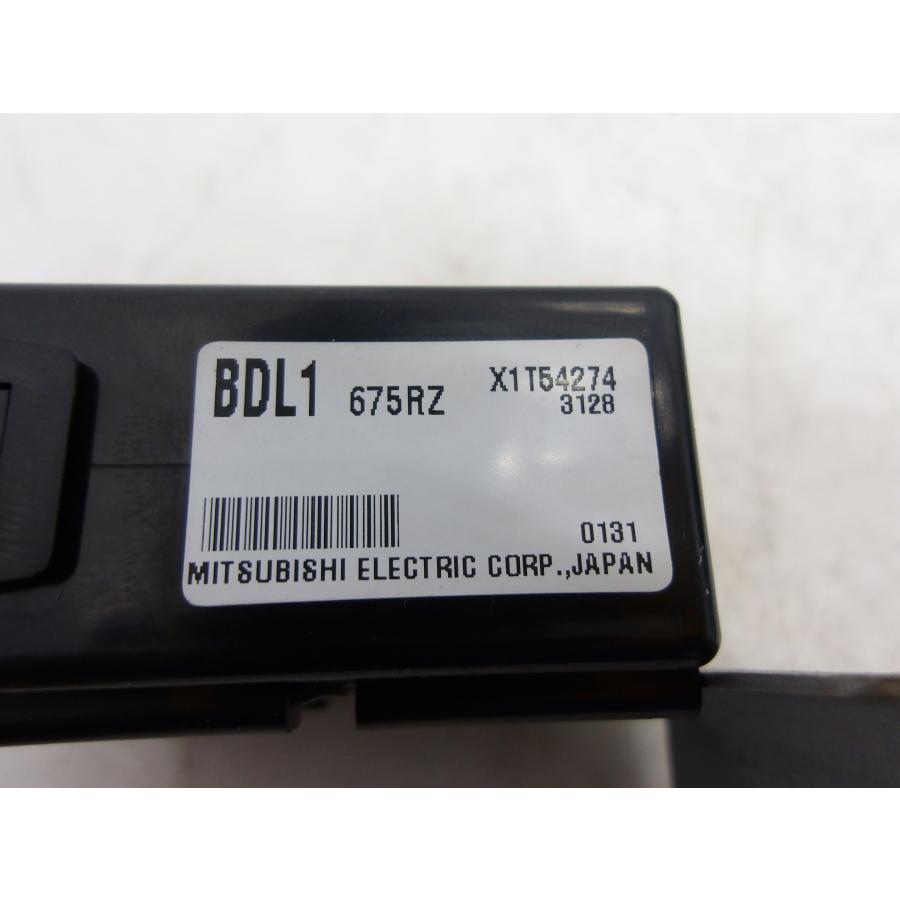 BDL1 675RZ X1T54274
3128
0131
MITSUBISHI ELECTRIC CORP.,JAPAN